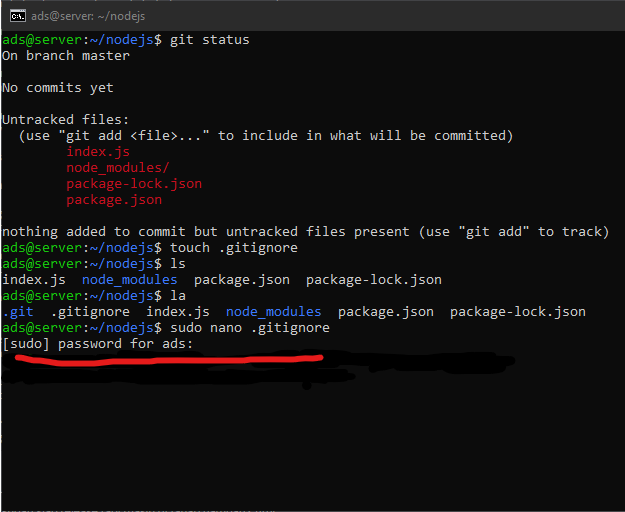 ads@server: ~/nodejs
ads@server:~/nodejs$ git status
On branch master
No commits yet
Untracked files:
  (use "git add <file>..." to include in what will be committed)
        index.js
        node_modules/
        package-lock.json
        package.json
nothing added to commit but untracked files present (use "git add" to track)
ads@server:~/nodejs$ touch .gitignore
ads@server:~/nodejs$ ls
index.js  node_modules  package.json  package-lock.json
ads@server:~/nodejs$ la
.git  .gitignore  index.js  node_modules  package.json  package-lock.json
ads@server:~/nodejs$ sudo nano .gitignore
[sudo] password for ads: